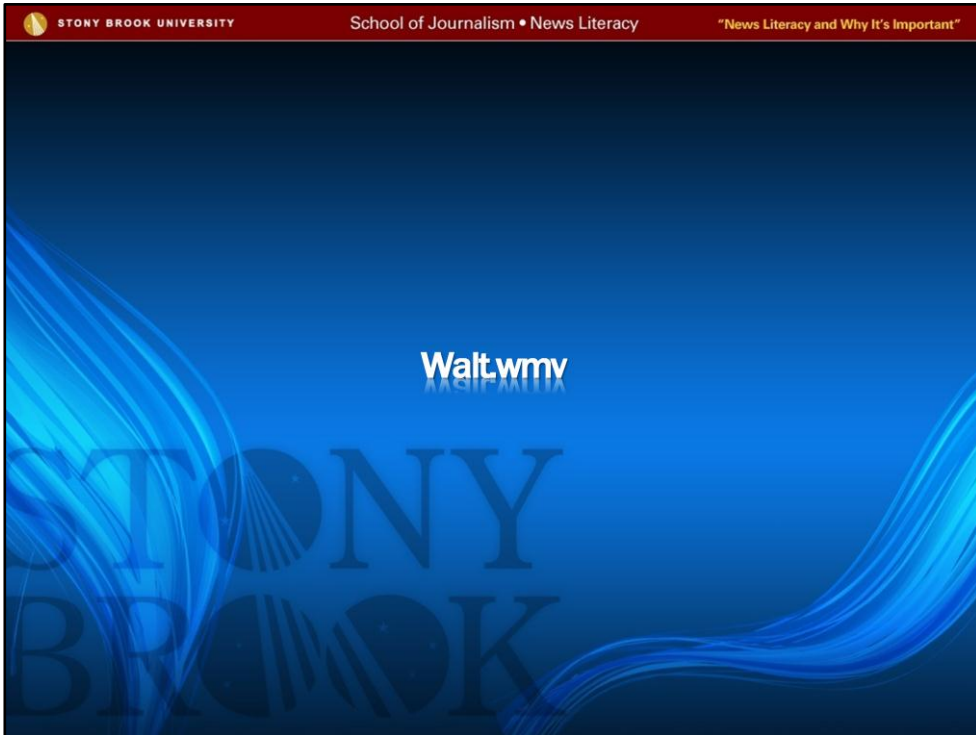 STONY BROOK UNIVERSITY School of Journalism • News Literacy "News Literacy and Why It's Important"
Walt.wmv
STONY
BROOK